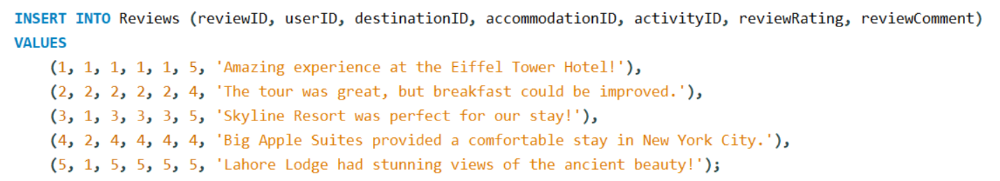 INSERT INTO Reviews (reviewID, userID, destinationID, accommodationID, activityID, reviewRating, reviewComment)
VALUES
(1, 1, 1, 1, 1, 5, 'Amazing experience at the Eiffel Tower Hotel!'),
(2, 2, 2, 2, 2, 4, 'The tour was great, but breakfast could be improved.'),
(3, 1, 3, 3, 3, 5, 'Skyline Resort was perfect for our stay!'),
(4, 2, 4, 4, 4, 4, 'Big Apple Suites provided a comfortable stay in New York City.'),
(5, 1, 5, 5, 5, 5, 'Lahore Lodge had stunning views of the ancient beauty!');